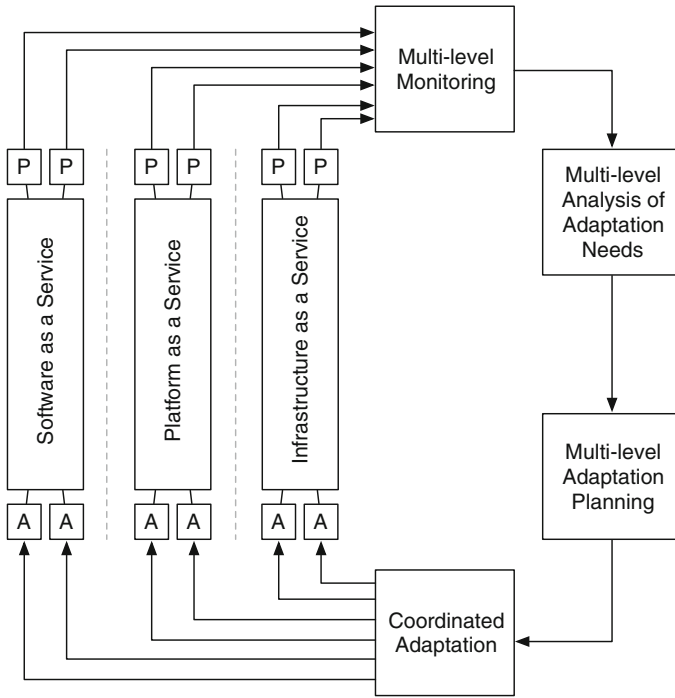 Multi-level
Monitoring
P P P P P P
Multi-level
Analysis of
Adaptation
Needs
Software as a Service
Platform as a Service
Infrastructure as a Service
Multi-level
Adaptation
Planning
A A A A A A
Coordinated
Adaptation